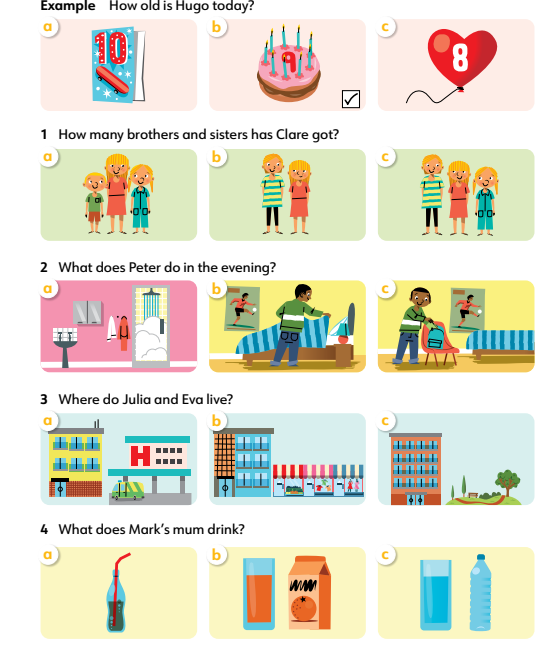 Example How old is Hugo today?
a b c
10 9 8
1 How many brothers and sisters has Clare got?
a b c
2 What does Peter do in the evening?
a b c
3 Where do Julia and Eva live?
a b c
H
4 What does Mark's mum drink?
a b c